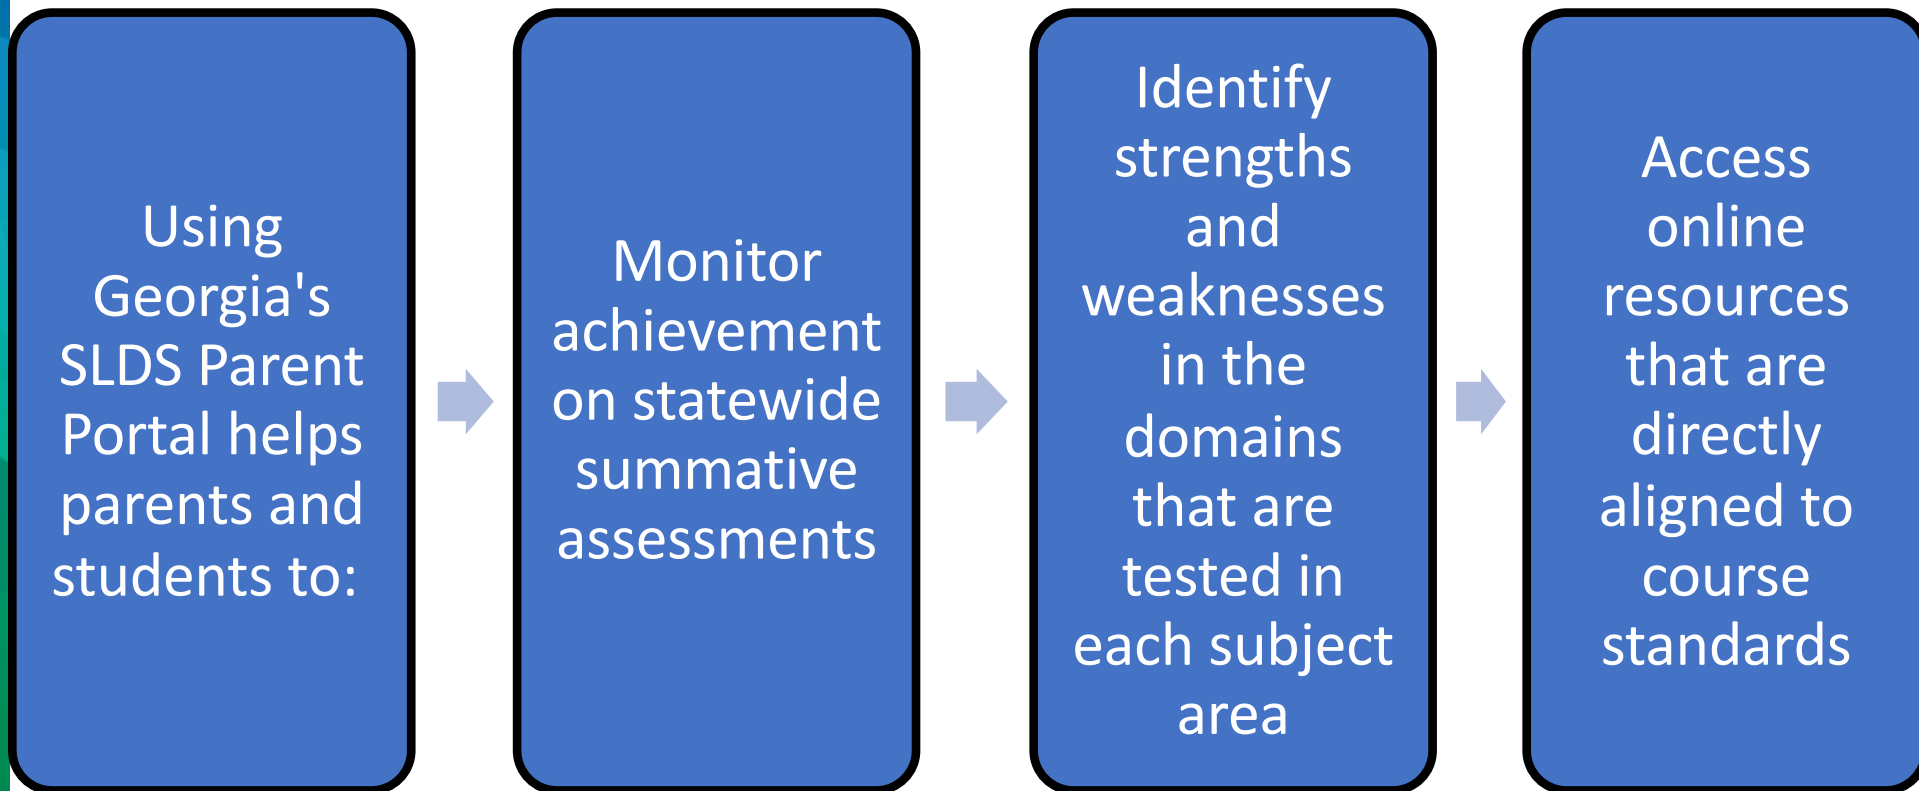 Using
Georgia's
SLDS Parent
Portal helps
parents and
students to:
Monitor
achievement
on statewide
summative
assessments
Identify
strengths
and
weaknesses
in the
domains
that are
tested in
each subject
area
Access
online
resources
that are
directly
aligned to
course
standards